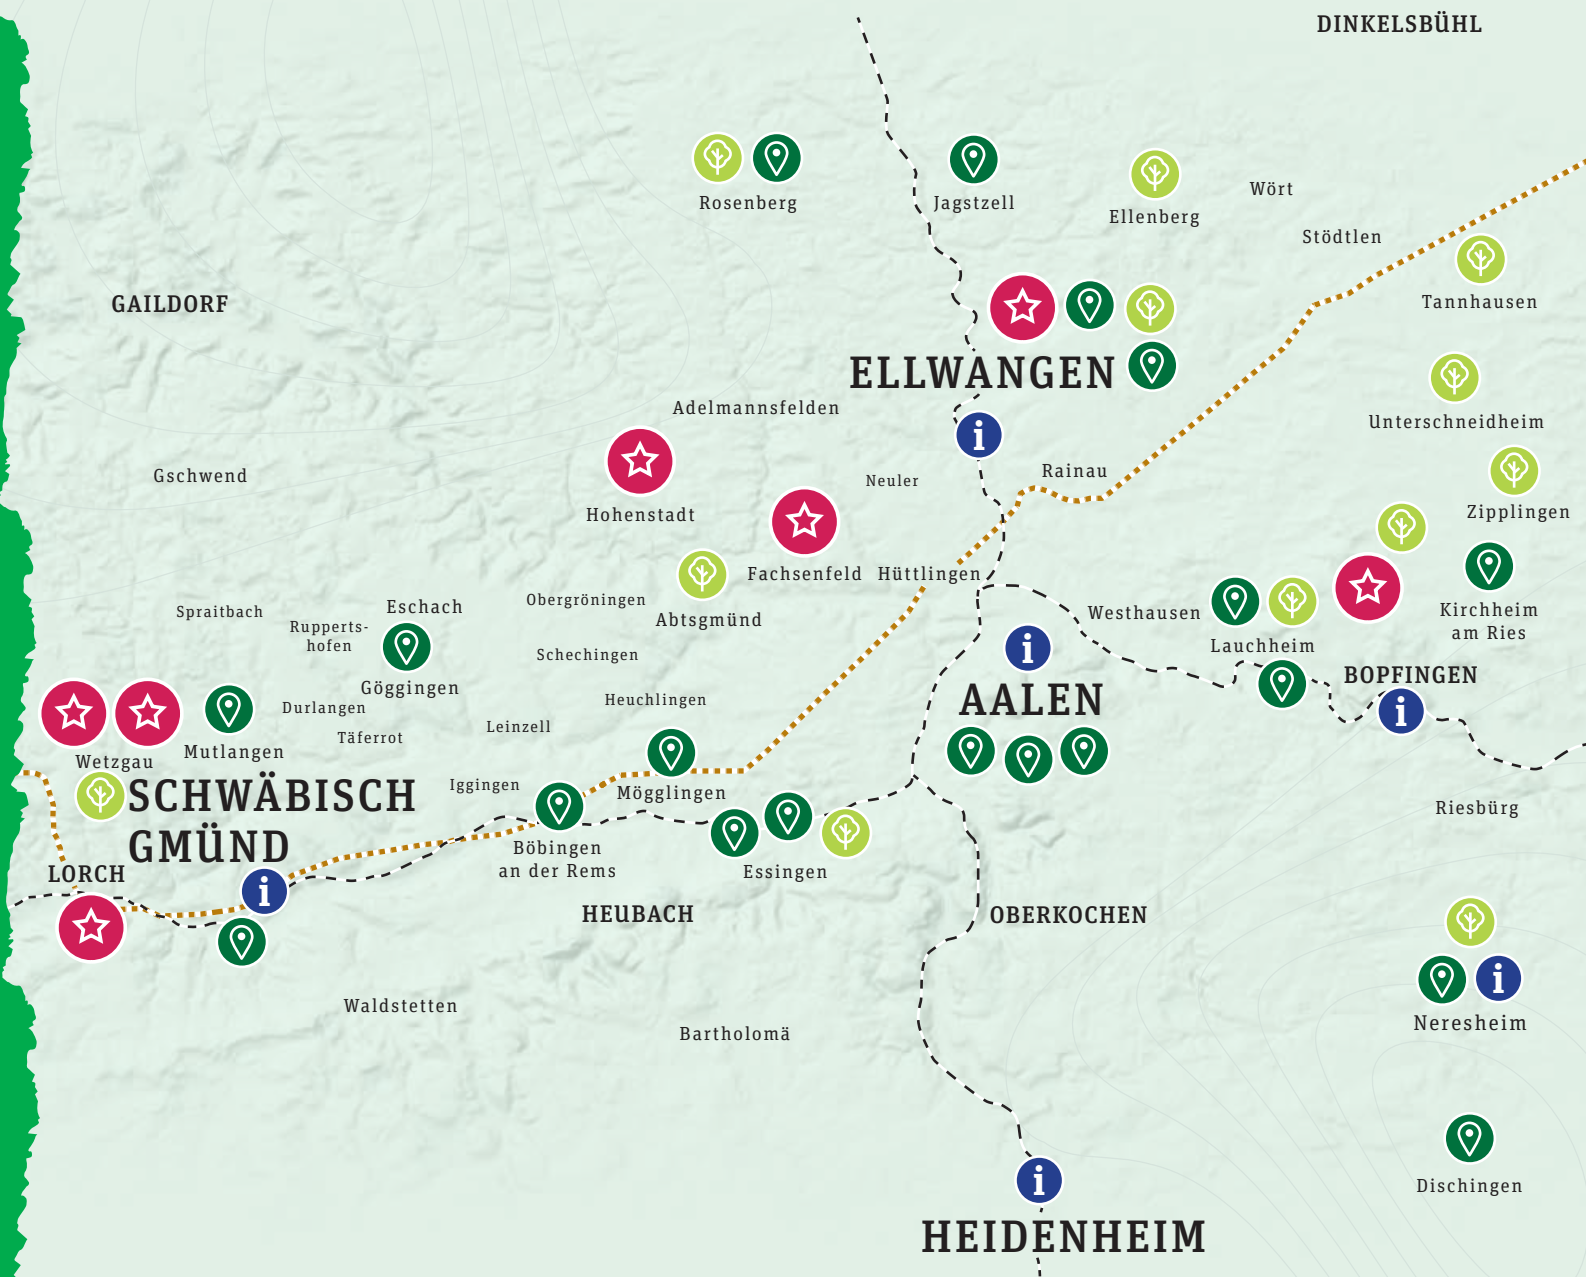 DINKELSBÜHL
Rosenberg
Jagstzell
Ellenberg
Wört
Stödtlen
GAILDORF
Tannhausen
ELLWANGEN
Adelmannsfelden
Unterschneidheim
i
Gschwend
Neuler
Rainau
Hohenstadt
Zipplingen
Fachsenfeld
Hüttlingen
Obergröningen
Abtsgmünd
Spraitbach
Eschach
Rupperts-
hofen
Westhausen
Kirchheim
am Ries
Lauchheim
i
Schechingen
BOPFINGEN
Göggingen
AALEN
Heuchlingen
Durlangen
i
Leinzell
Täferrot
Mutlangen
Wetzgau
SCHWÄBISCH
GMÜND
Iggingen
Mögglingen
Riesbürg
Böbingen
an der Rems
Essingen
LORCH
i
HEUBACH
OBERKOCHEN
i
Waldstetten
Neresheim
Bartholomä
i
Dischingen
HEIDENHEIM